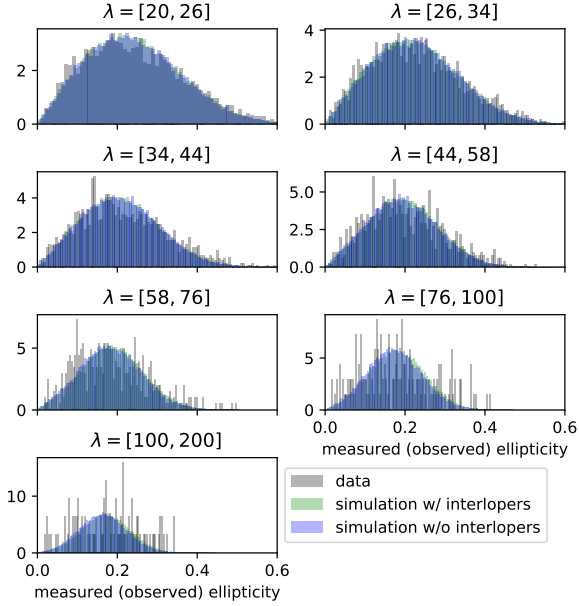 λ = [20, 26]
λ = [26, 34]
2
0
4
2
0
λ = [34, 44]
λ = [44, 58]
4
2
0
5.0
2.5
0.0
λ = [58, 76]
λ = [76, 100]
5
0
5
0
0.0 0.2 0.4 0.6
measured (observed) ellipticity
λ = [100, 200]
10
0
0.0 0.2 0.4 0.6
measured (observed) ellipticity
data
simulation w/ interlopers
simulation w/o interlopers